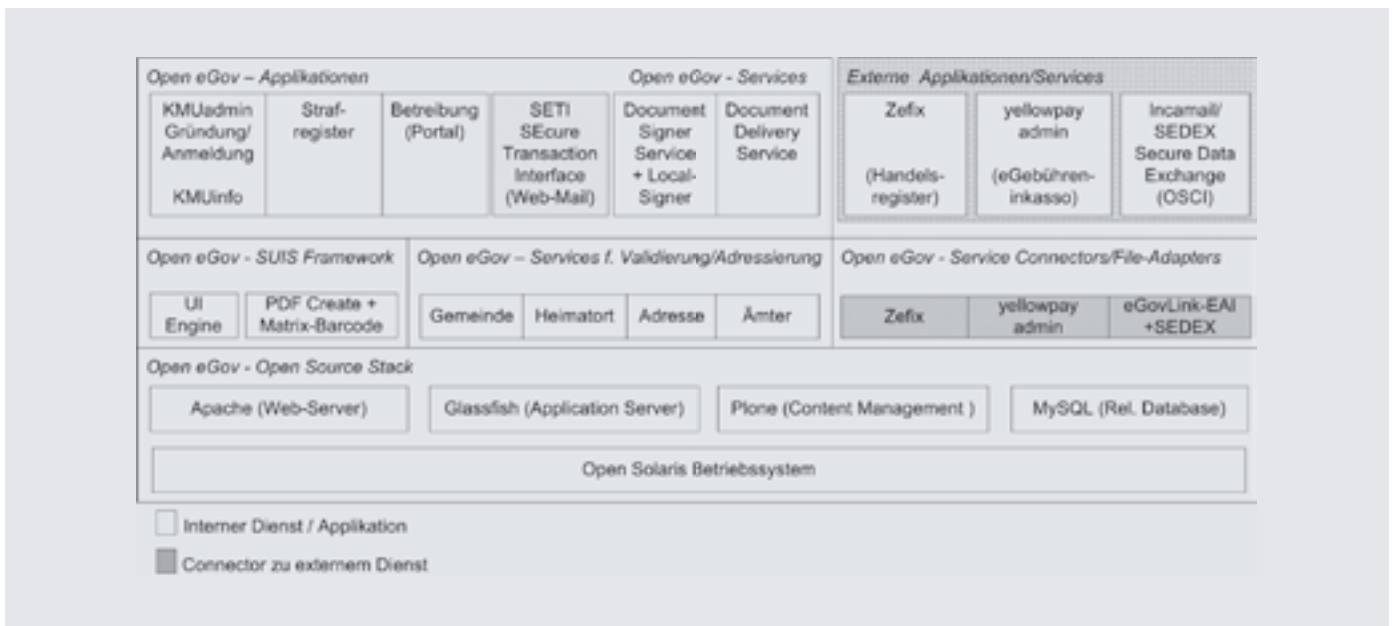 Open eGov – Applikationen
Open eGov - Services
Externe Applikationen/Services
KMUadmin
Gründung/
Anmeldung
KMUinfo
Straf-
register
Betreibung
(Portal)
SETI
SEcure
Transaction
Interface
(Web-Mail)
Document
Signer
Service
+ Local-
Signer
Document
Delivery
Service
Zefix
(Handels-
register)
yellowpay
admin
(eGebühren-
inkasso)
Incamail/
SEDEX
Secure Data
Exchange
(OSCI)
Open eGov - SUIS Framework
UI
Engine
PDF Create +
Matrix-Barcode
Open eGov – Services f. Validierung/Adressierung
Gemeinde
Heimatort
Adresse
Ämter
Open eGov - Service Connectors/File-Adapters
Zefix
yellowpay
admin
eGovLink-EAI
+SEDEX
Open eGov - Open Source Stack
Apache (Web-Server)
Glassfish (Application Server)
Plone (Content Management )
MySQL (Rel. Database)
Open Solaris Betriebssystem
Interner Dienst / Applikation
Connector zu externem Dienst